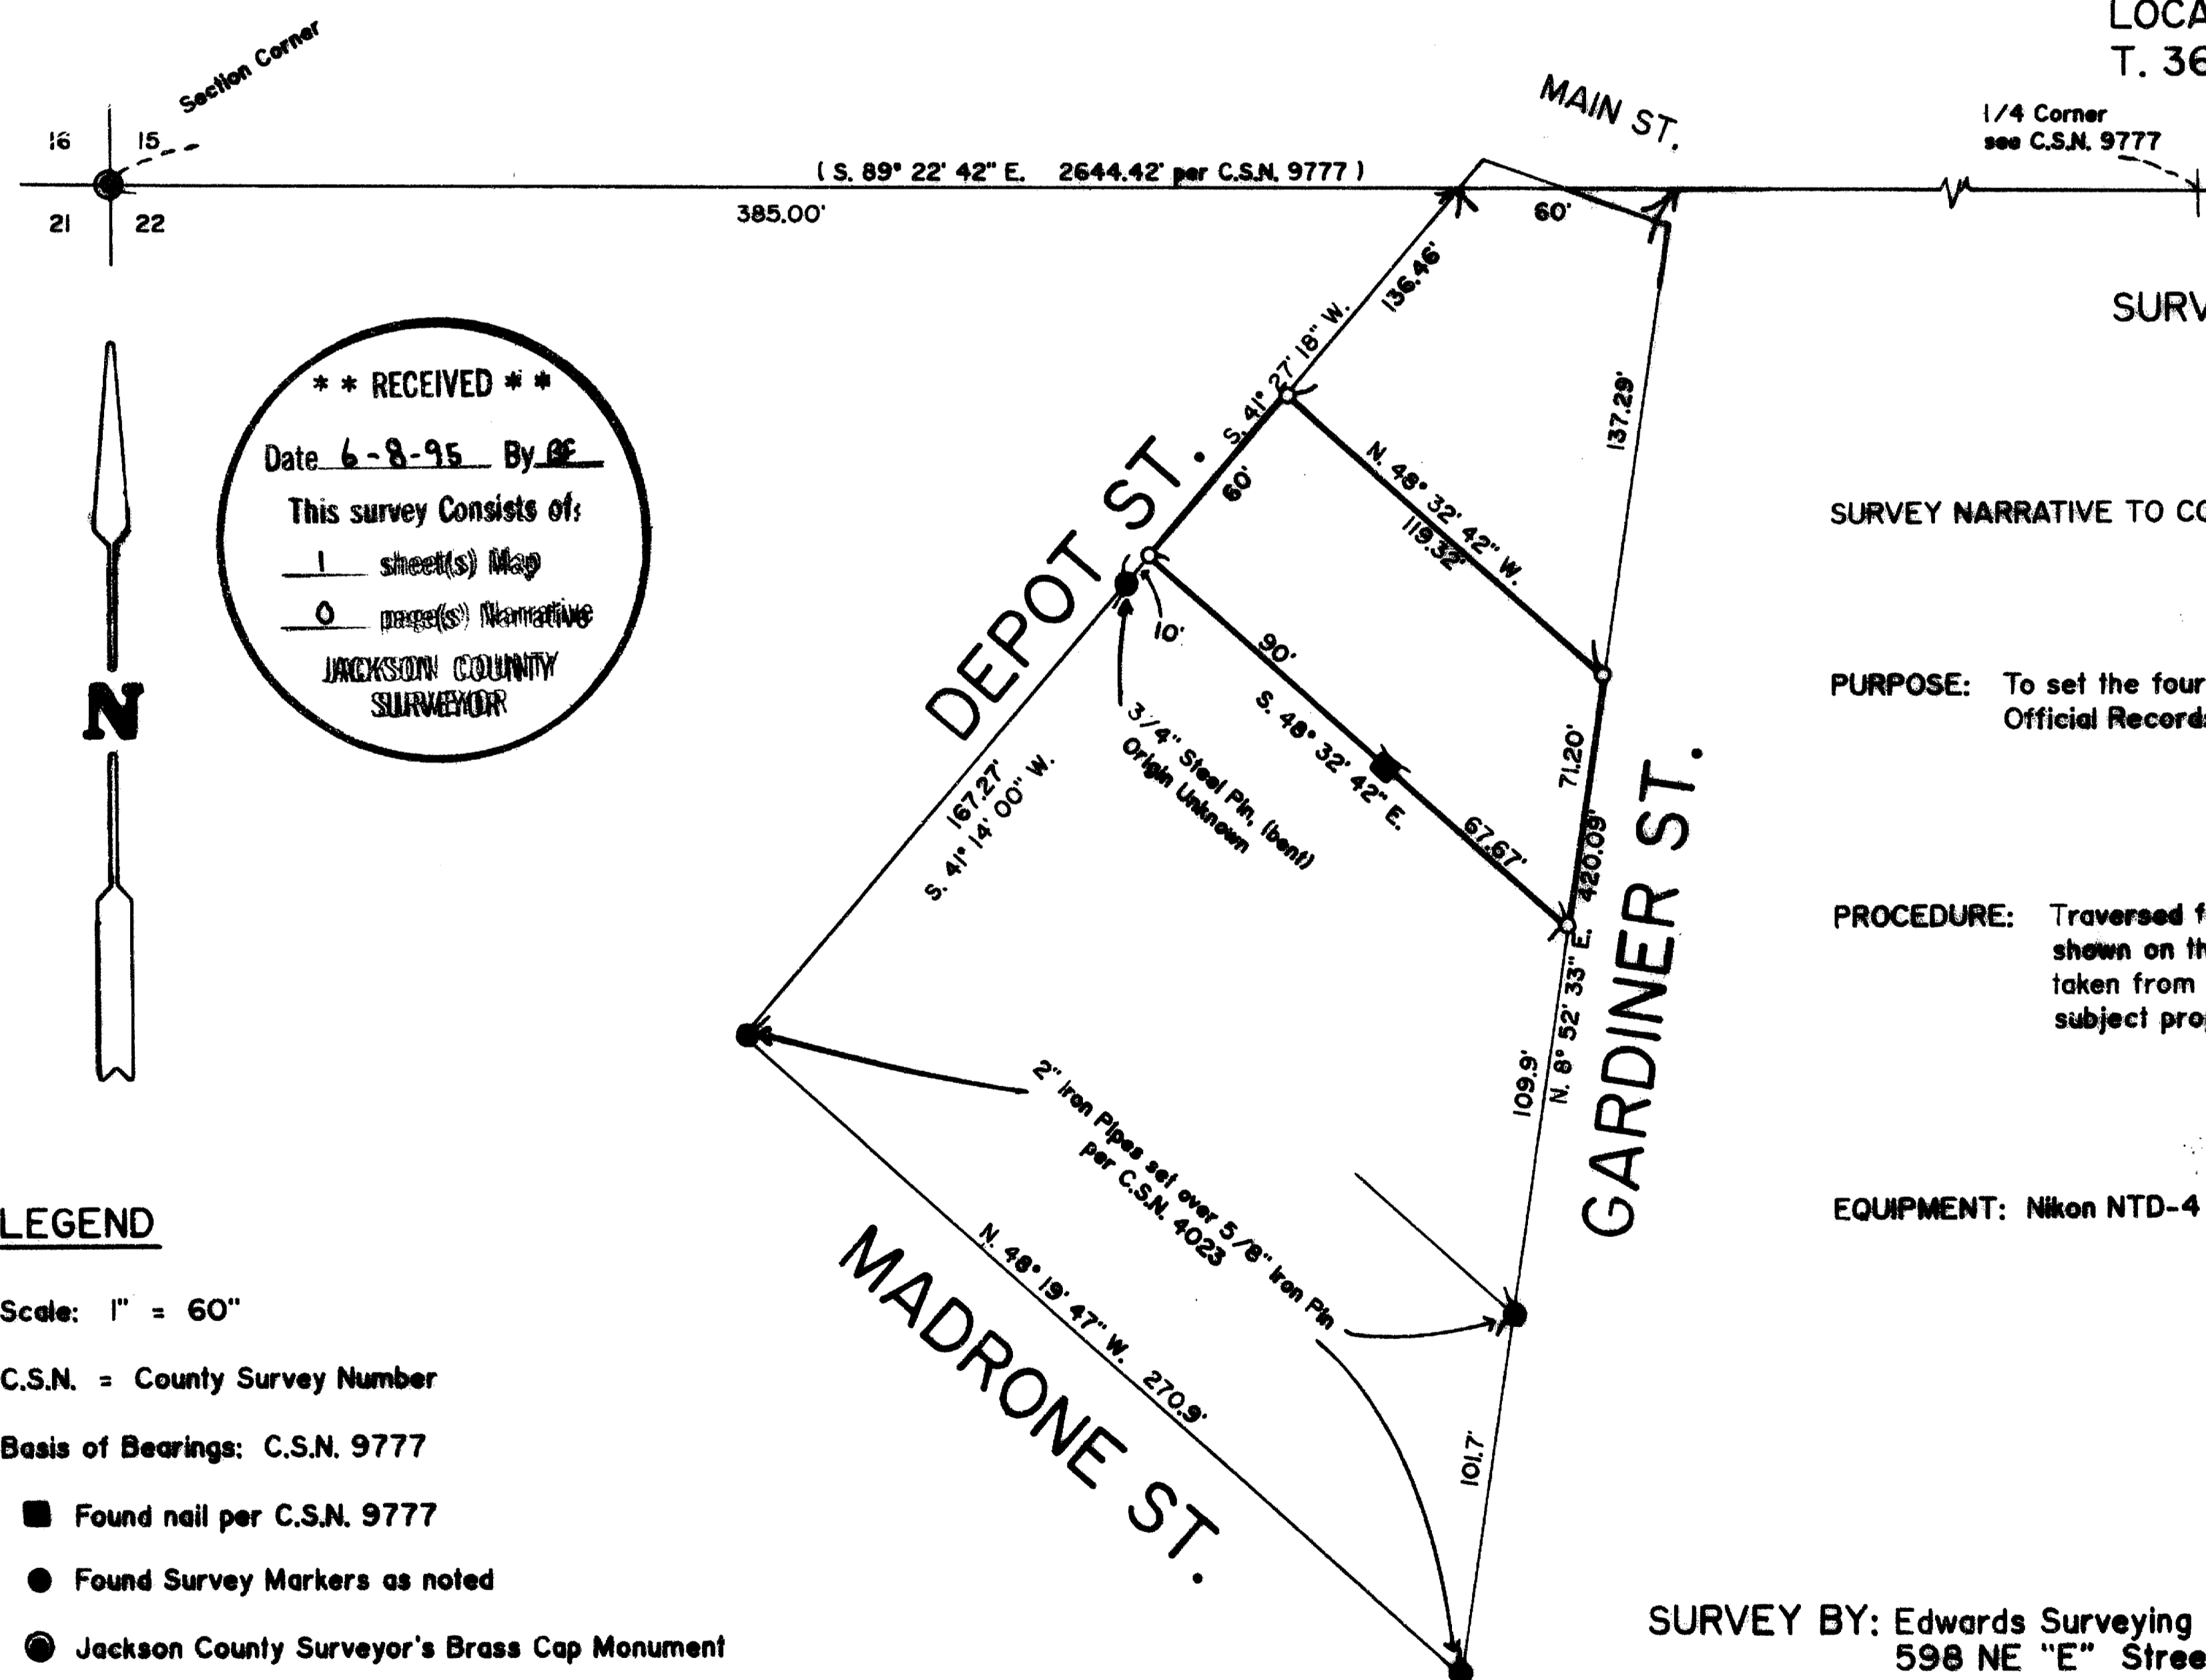 LOCA
T. 36
Section Corner
MAIN ST.
1/4 Corner
see C.S.N. 9777
16 15
( S. 89° 22' 42" E. 2644.42' per C.S.N. 9777 )
21 22
385.00'
60'
136.46'
SURV
S. 41° 27' 18" W.
* * RECEIVED * *
Date 6-8-95 By
This survey Consists of:
1 sheet(s) Map
0 page(s) Narrative
JACKSON COUNTY
SURVEYOR
N
137.29'
60'
N. 48° 32' 42" W.
119.32'
SURVEY NARRATIVE TO CO
DEPOT ST.
10'
90'
S. 48° 32' 42" E.
67.67'
3/4" Steel Pin, (bent)
Origin Unknown
PURPOSE: To set the four
Official Records
71.20'
420.09'
N. 8° 52' 33" E.
GARDINER ST.
167.27'
S. 41° 14' 00" W.
PROCEDURE: Traversed f
shown on th
taken from
subject prop
109.9'
2" Iron Pipes set over 5/8" Iron Pin
per C.S.N. 4023
EQUIPMENT: Nikon NTD-4
N. 48° 19' 47" W. 270.9'
MADRONE ST.
101.7'
LEGEND
Scale: 1" = 60"
C.S.N. = County Survey Number
Basis of Bearings: C.S.N. 9777
Found nail per C.S.N. 9777
Found Survey Markers as noted
Jackson County Surveyor's Brass Cap Monument
SURVEY BY: Edwards Surveying
598 NE "E" Stree